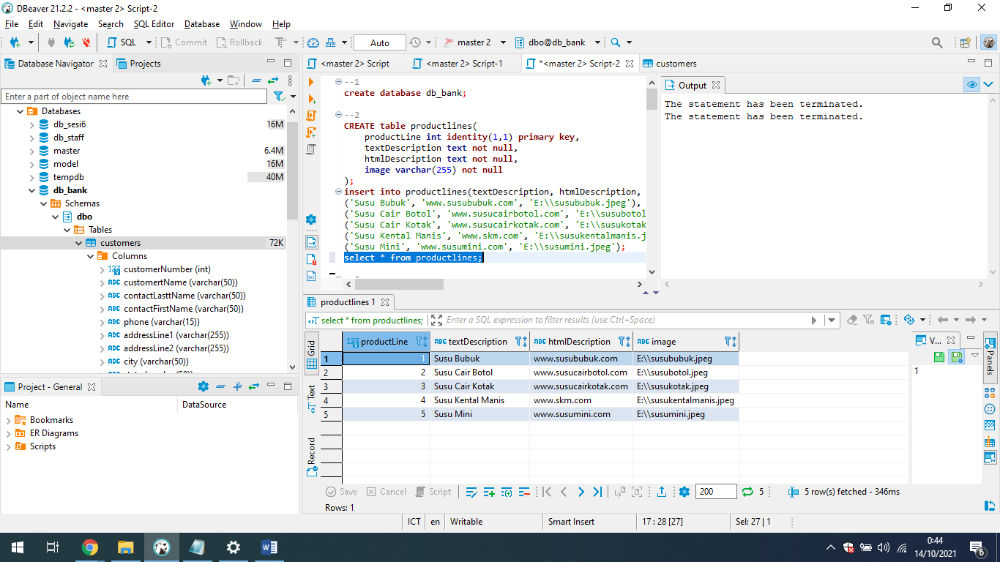 DBeaver 21.2.2 - <master 2> Script-2
File Edit Navigate Search SQL Editor Database Window Help
SQL Commit Rollback Auto master 2 dbo@db_bank
Database Navigator Projects
Enter a part of object name here
Databases
db_sesi6 16M
db_staff
master 6.4M
model 16M
tempdb 40M
db_bank
Schemas
dbo
Tables
customers 72K
Columns
customerNumber (int)
customertName (varchar(50))
contactLasttName (varchar(50))
contactFirstName (varchar(50))
phone (varchar(15))
addressLine1 (varchar(255))
addressLine2 (varchar(255))
city (varchar(50))
Project - General
Name DataSource
Bookmarks
ER Diagrams
Scripts
<master 2> Script <master 2> Script-1 *<master 2> Script-2 customers
--1
create database db_bank;
--2
CREATE table productlines(
productLine int identity(1,1) primary key,
textDescription text not null,
htmlDescription text not null,
image varchar(255) not null
);
insert into productlines(textDescription, htmlDescription,
('Susu Bubuk', 'www.susububuk.com', 'E:\\susububuk.jpeg'),
('Susu Cair Botol', 'www.susucairbotol.com', 'E:\\susubotol
('Susu Cair Kotak', 'www.susucairkotak.com', 'E:\\susukotak
('Susu Kental Manis', 'www.skm.com', 'E:\\susukentalmanis.j
('Susu Mini', 'www.susumini.com', 'E:\\susumini.jpeg');
select * from productlines;
Output
The statement has been terminated.
The statement has been terminated.
productlines 1
select * from productlines; Enter a SQL expression to filter results (use Ctrl+Space)
Grid
Text
Record
123 productLine ABC textDescription ABC htmlDescription ABC image
1 1 Susu Bubuk www.susububuk.com E:\\susububuk.jpeg
2 2 Susu Cair Botol www.susucairbotol.com E:\\susubotol.jpeg
3 3 Susu Cair Kotak www.susucairkotak.com E:\\susukotak.jpeg
4 4 Susu Kental Manis www.skm.com E:\\susukentalmanis.jpeg
5 5 Susu Mini www.susumini.com E:\\susumini.jpeg
V...
1
Panels
Save Cancel Script 200 5 5 row(s) fetched - 346ms
Rows: 1
ICT en Writable Smart Insert 17 : 28 [27] Sel: 27 | 1
0:44
14/10/2021
6